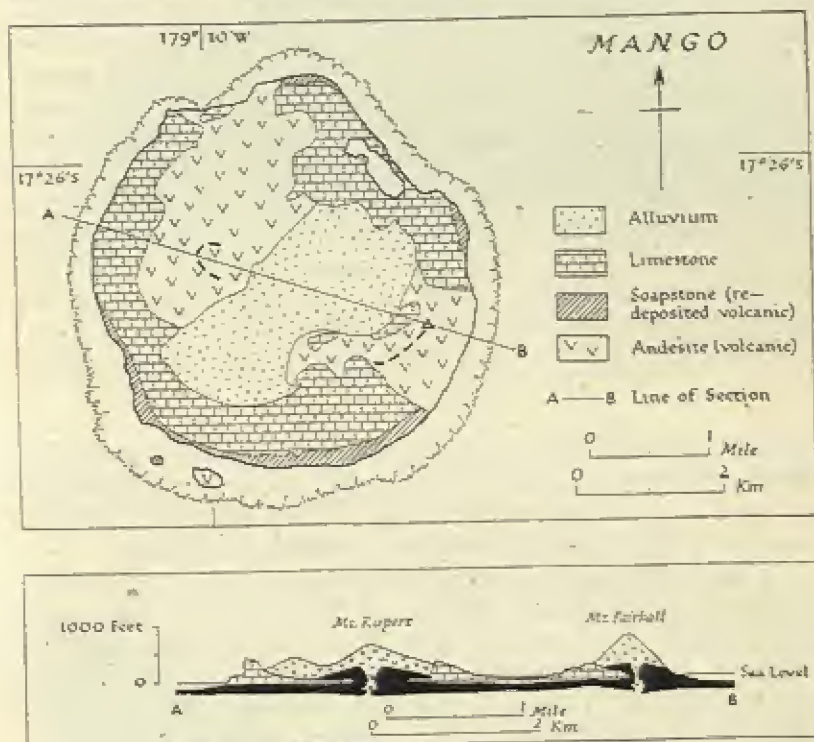 179° 10'W
MANGO
17°26's
17°26's
A
B
Alluvium
Limestone
Soapstone (re-
deposited volcanic)
Andesite (volcanic)
A — B Line of Section
0 1
Mile
0 2
Km
1000 Feet
0
Mt. Rupert
Mt. Fairhall
Sea Level
A
B
0 1 Mile
0 2 Km